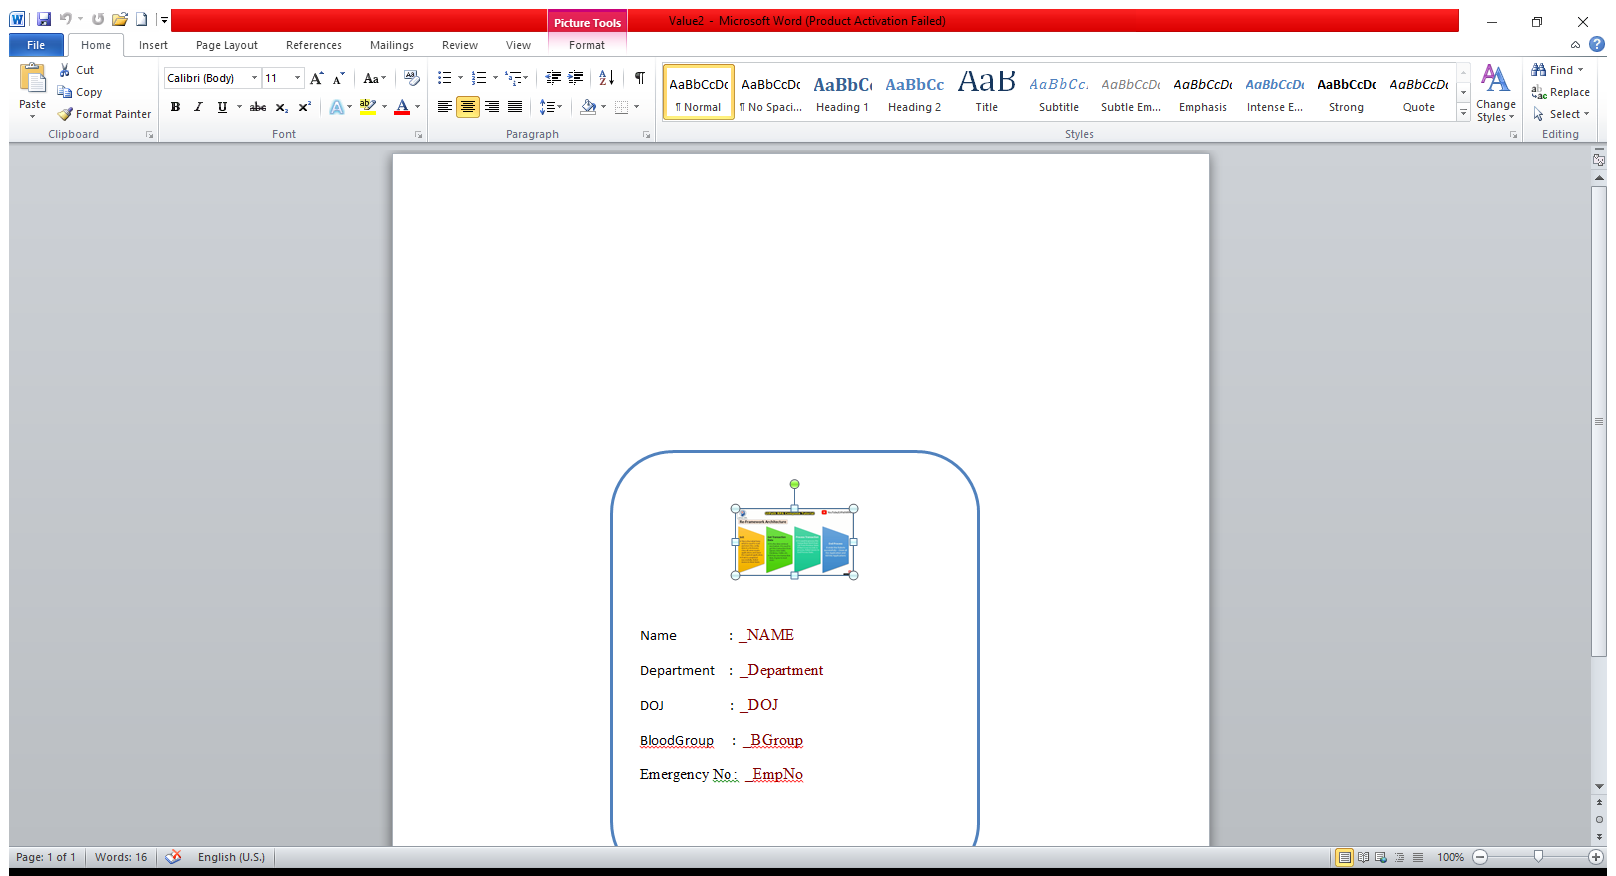 Value2 - Microsoft Word (Product Activation Failed)
Picture Tools
File Home Insert Page Layout References Mailings Review View Format
Paste
Cut
Copy
Format Painter
Clipboard
Calibri (Body) 11
Font
Paragraph
AaBbCcDc AaBbCcDc AaBbC AaBbCc AaB AaBbCc. AaBbCcDc AaBbCcDc AaBbCcDc AaBbCcDc AaBbCcDc
¶ Normal ¶ No Spaci... Heading 1 Heading 2 Title Subtitle Subtle Em... Emphasis Intense E... Strong Quote
Change Styles
Styles
Find
Replace
Select
Editing
Re Framework Architecture
Name : _NAME
Department : _Department
DOJ : _DOJ
BloodGroup : _BGroup
Emergency No : _EmpNo
Page: 1 of 1 Words: 16 English (U.S.) 100%